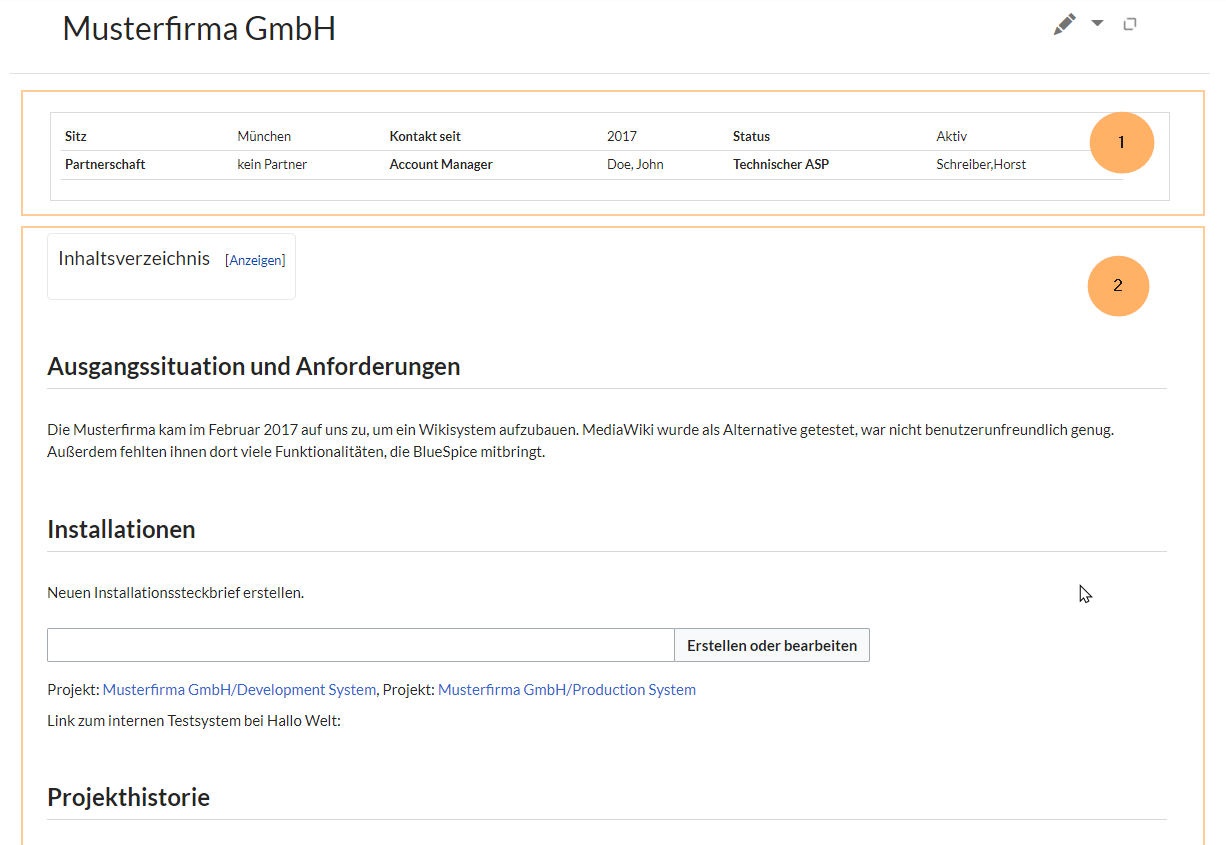 Musterfirma GmbH
Sitz München Kontakt seit 2017 Status Aktiv
1
Partnerschaft kein Partner Account Manager Doe, John Technischer ASP Schreiber,Horst
Inhaltsverzeichnis [Anzeigen]
2
Ausgangssituation und Anforderungen
Die Musterfirma kam im Februar 2017 auf uns zu, um ein Wikisystem aufzubauen. MediaWiki wurde als Alternative getestet, war nicht benutzerunfreundlich genug.
Außerdem fehlten ihnen dort viele Funktionalitäten, die BlueSpice mitbringt.
Installationen
Neuen Installationssteckbrief erstellen.
Erstellen oder bearbeiten
Projekt: Musterfirma GmbH/Development System, Projekt: Musterfirma GmbH/Production System
Link zum internen Testsystem bei Hallo Welt:
Projekthistorie